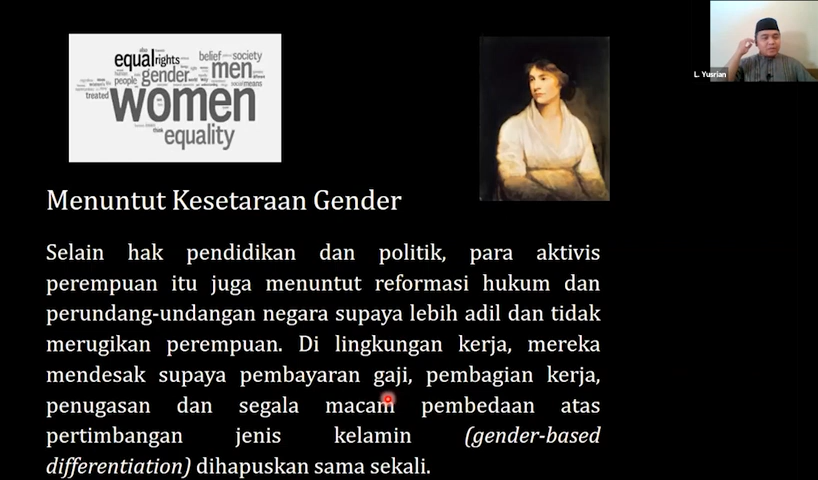 equal rights belief society
people gender men
treated women means
think equality
L. Yusrian
Menuntut Kesetaraan Gender
Selain hak pendidikan dan politik, para aktivis
perempuan itu juga menuntut reformasi hukum dan
perundang-undangan negara supaya lebih adil dan tidak
merugikan perempuan. Di lingkungan kerja, mereka
mendesak supaya pembayaran gaji, pembagian kerja,
penugasan dan segala macam pembedaan atas
pertimbangan jenis kelamin (gender-based
differentiation) dihapuskan sama sekali.